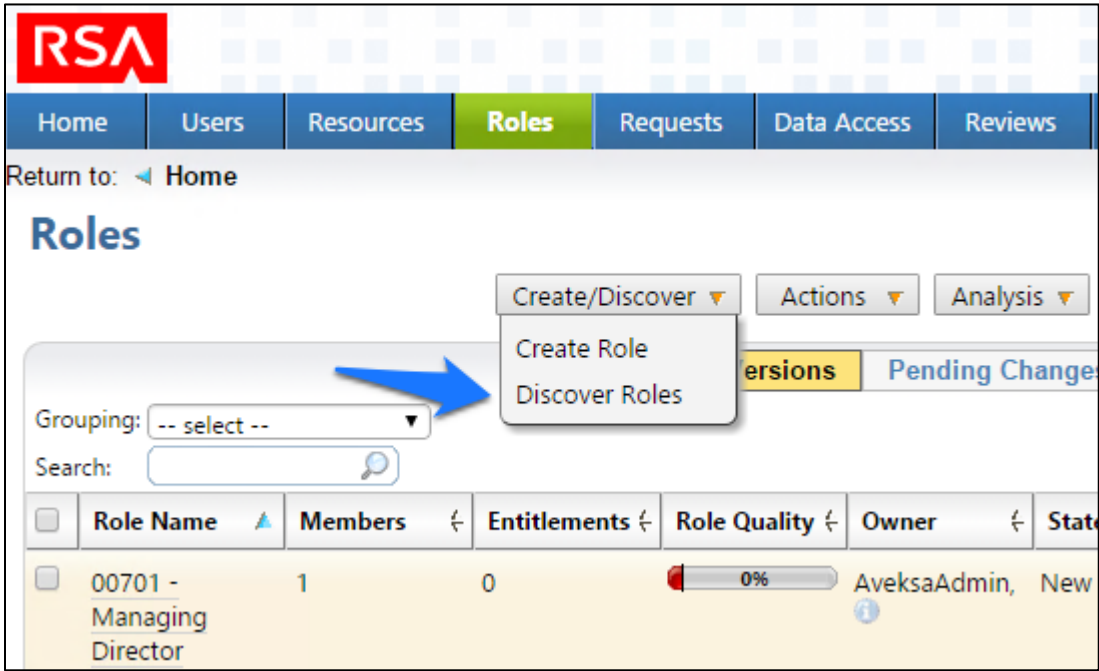 RSA
Home Users Resources Roles Requests Data Access Reviews
Return to: Home
Roles
Create/Discover Actions Analysis
Create Role
Discover Roles
ersions Pending Changes
Grouping: -- select --
Search:
Role Name Members Entitlements Role Quality Owner State
00701 - 1 0 0% AveksaAdmin, New
Managing
Director